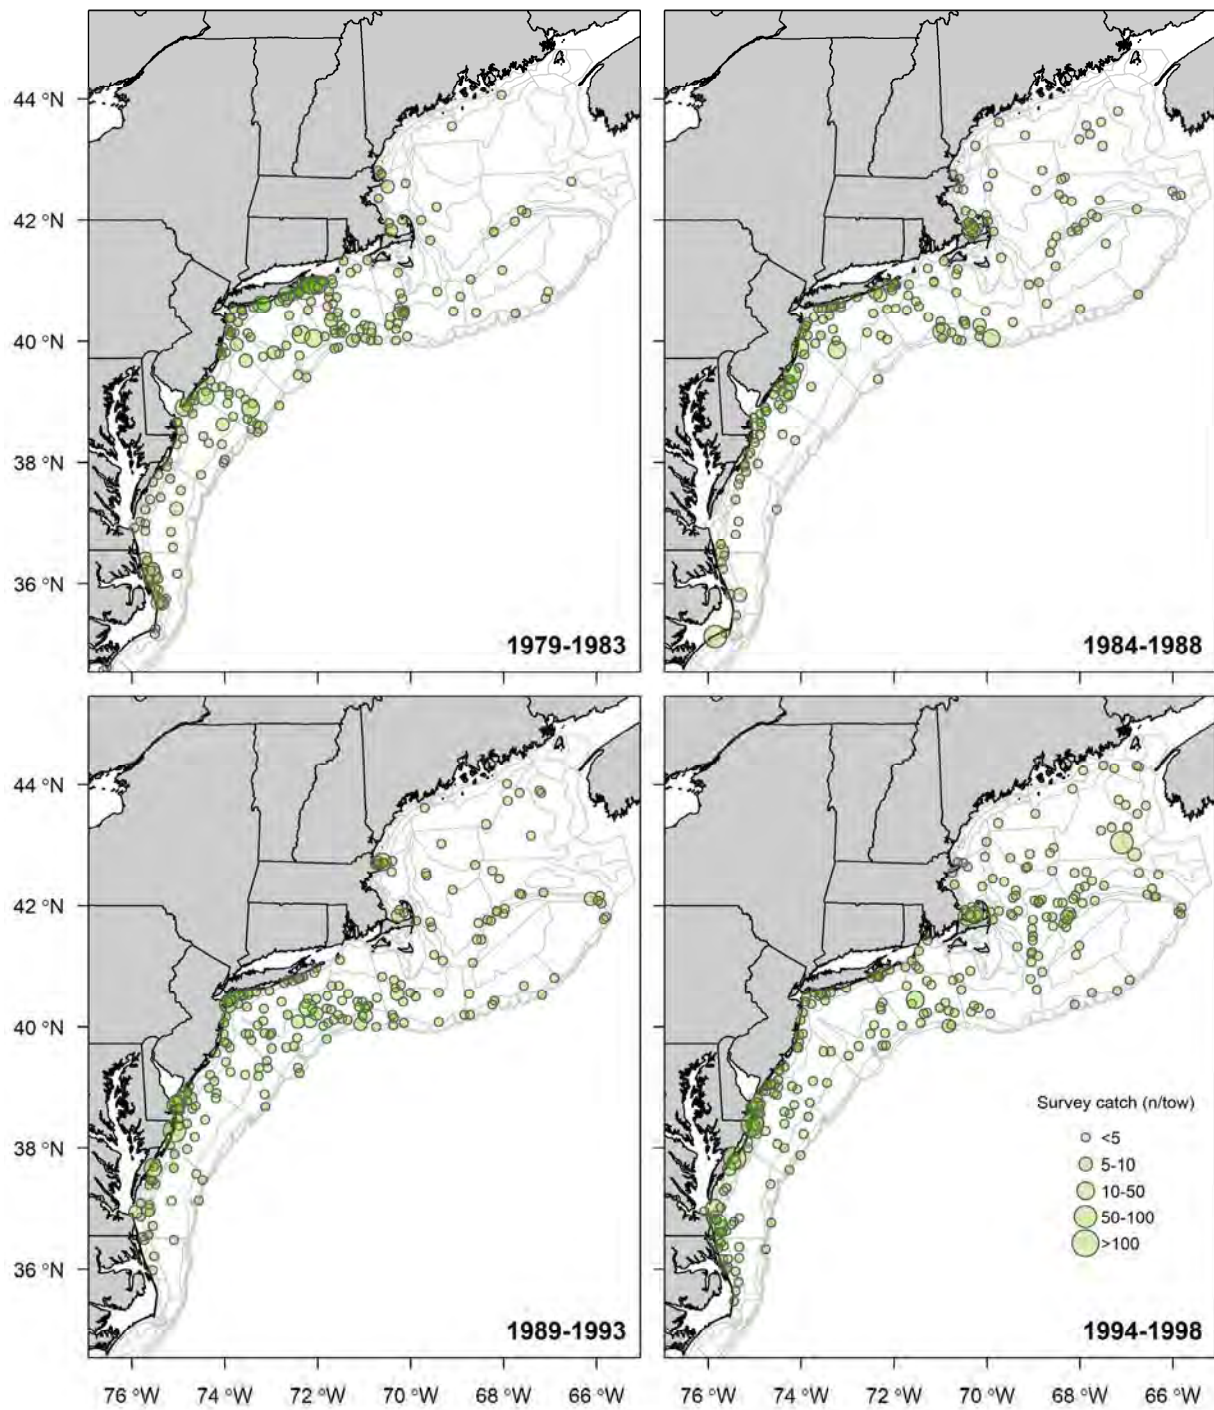 44 °N
42 °N
40 °N
38 °N
36 °N
1979-1983
1984-1988
44 °N
42 °N
40 °N
38 °N
36 °N
Survey catch (n/tow)
<5
5-10
10-50
50-100
>100
1989-1993
1994-1998
76 °W 74 °W 72 °W 70 °W 68 °W 66 °W
76 °W 74 °W 72 °W 70 °W 68 °W 66 °W